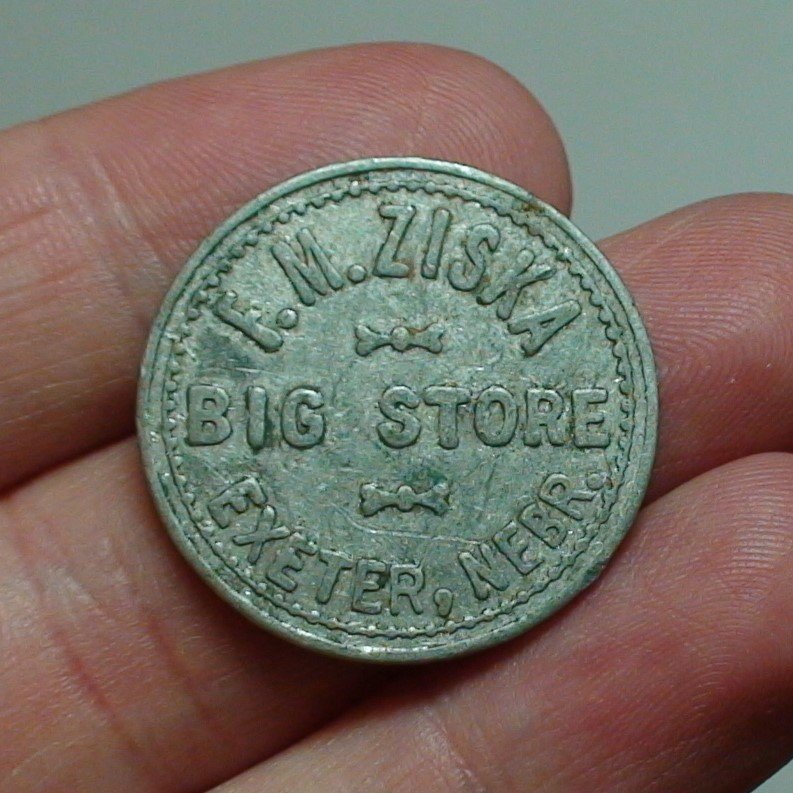 F. M. ZISKA
BIG STORE
EXETER, NEBR.